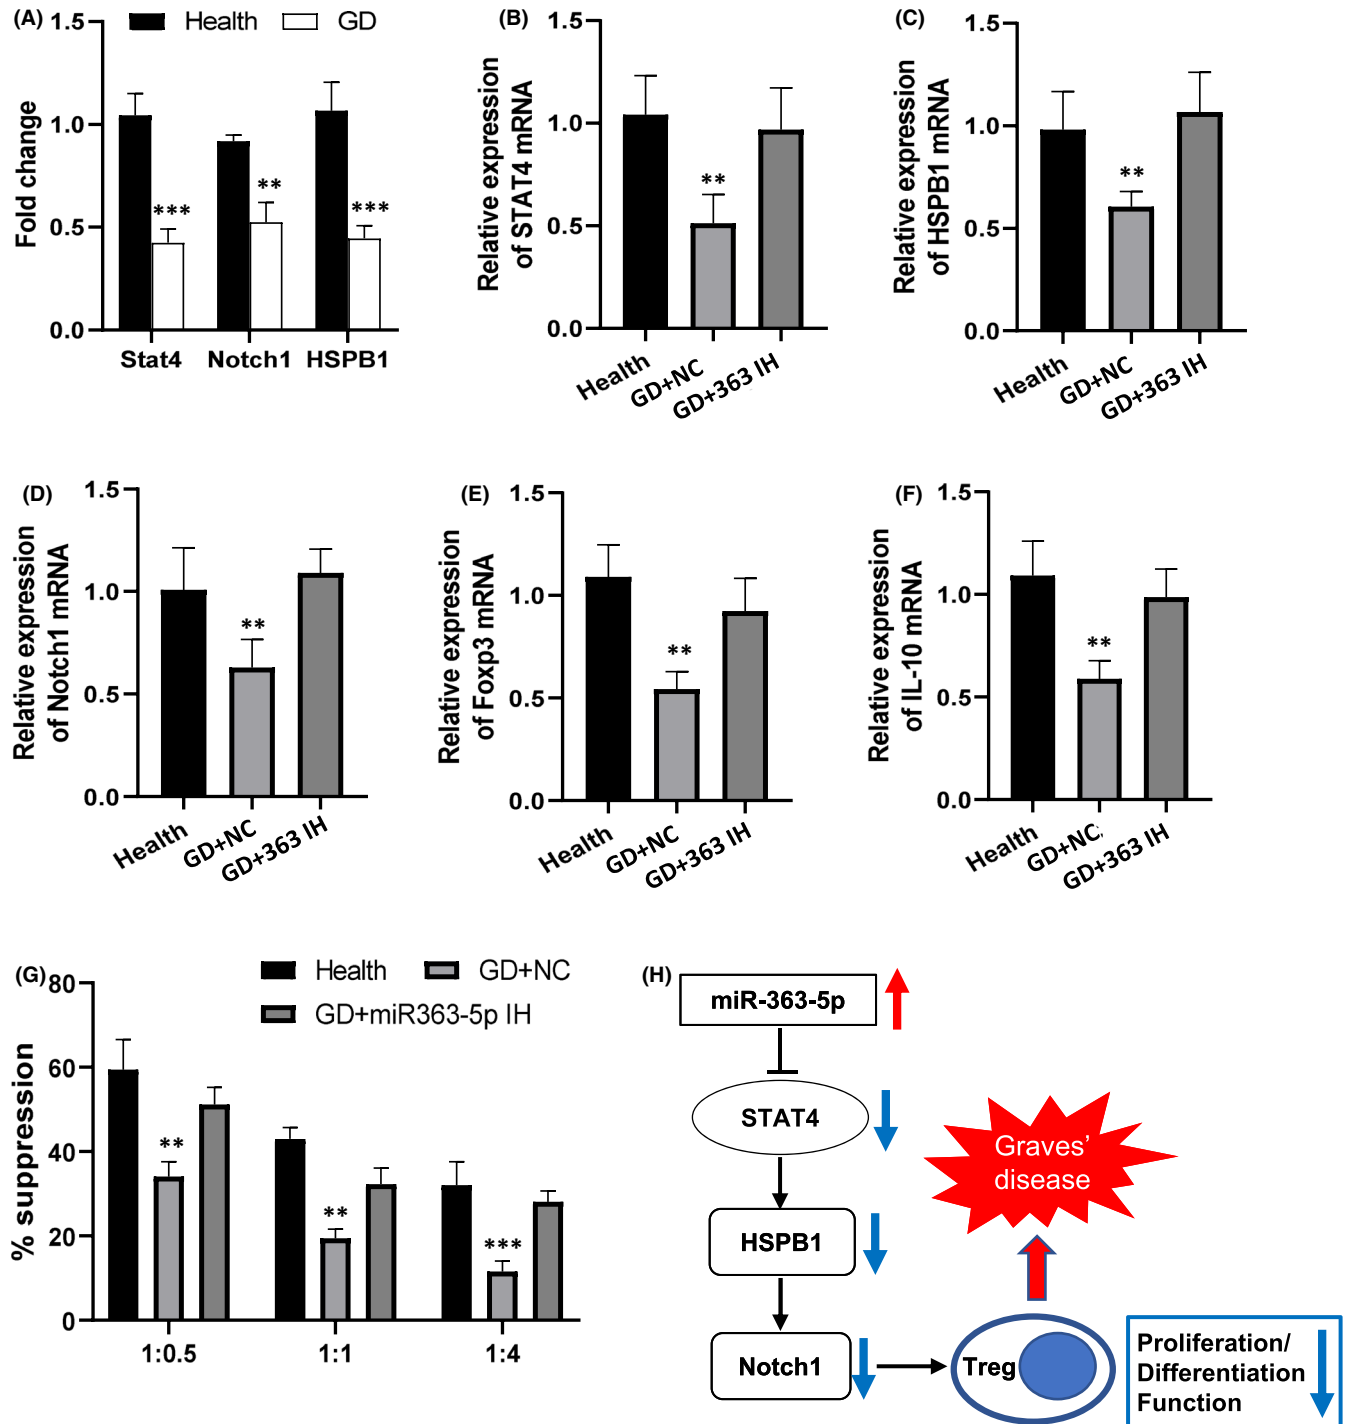 (A)
1.5
1.0
0.5
0.0
Fold change
Health
GD
***
**
***
Stat4
Notch1
HSPB1
(B)
1.5
1.0
0.5
0.0
Relative expression
of STAT4 mRNA
**
Health
GD+NC
GD+363 IH
(C)
1.5
1.0
0.5
0.0
Relative expression
of HSPB1 mRNA
**
Health
GD+NC
GD+363 IH
(D)
1.5
1.0
0.5
0.0
Relative expression
of Notch1 mRNA
**
Health
GD+NC
GD+363 IH
(E)
1.5
1.0
0.5
0.0
Relative expression
of Foxp3 mRNA
**
Health
GD+NC
GD+363 IH
(F)
1.5
1.0
0.5
0.0
Relative expression
of IL-10 mRNA
**
Health
GD+NC
GD+363 IH
(G)
80
60
40
20
0
% suppression
Health
GD+NC
GD+miR363-5p IH
**
**
***
1:0.5
1:1
1:4
(H)
miR-363-5p
STAT4
HSPB1
Notch1
Treg
Graves’
disease
Proliferation/
Differentiation
Function